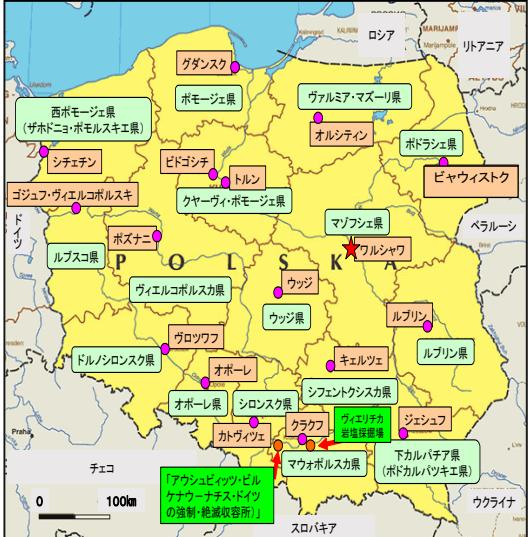 ロシア
リトアニア
グダンスク
ポモージェ県
ヴァルミア・マズーリ県
オルシティン
西ポモージェ県
（ザホドニョ・ポモルスキエ県）
シチェチン
ポドラシェ県
ビャウィストク
ビドゴシチ
トルン
クヤーヴィ・ポモージェ県
ゴジュフ・ヴィエルコポルスキ
ドイツ
マゾフシェ県
ワルシャワ
ベラルーシ
ポズナニ
ルブスコ県
POLSKA
ヴィエルコポルスカ県
ウッジ
ウッジ県
ルブリン
ルブリン県
ヴロツワフ
ドルノシロンスク県
キェルツェ
オポーレ
オポーレ県
シロンスク県
シフェントクシスカ県
カトヴィツェ
クラクフ
ヴィエリチカ
岩塩採掘場
ジェシュフ
マウォポルスカ県
下カルパチア県
（ポドカルパツキエ県）
Praha
チェコ
「アウシュビィッツ・ビル
ケナウーナチス・ドイツ
の強制・絶滅収容所）」
0 100km
スロバキア
ウクライナ